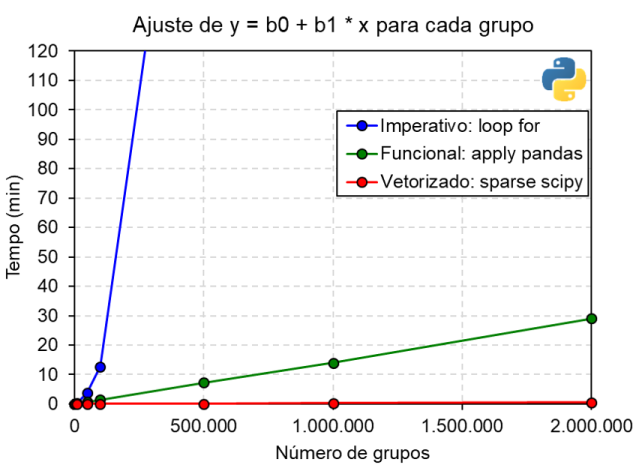 Ajuste de y = b0 + b1 * x para cada grupo
120
110
100
90
80
70
60
50
40
30
20
10
0
Tempo (min)
Imperativo: loop for
Funcional: apply pandas
Vetorizado: sparse scipy
0 500.000 1.000.000 1.500.000 2.000.000
Número de grupos